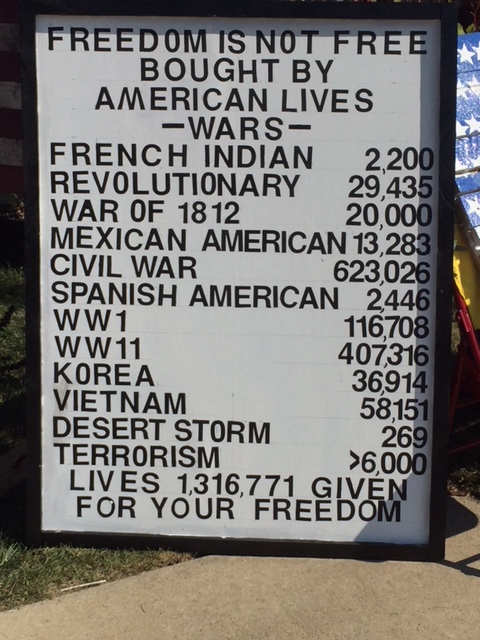 FREEDOM IS NOT FREE
BOUGHT BY
AMERICAN LIVES
-WARS-
FRENCH INDIAN 2,200
REVOLUTIONARY 29,435
WAR OF 1812 20,000
MEXICAN AMERICAN 13,283
CIVIL WAR 623,026
SPANISH AMERICAN 2,446
WW1 116,708
WW11 407,316
KOREA 36,914
VIETNAM 58,151
DESERT STORM 269
TERRORISM >6,000
LIVES 1,316,771 GIVEN
FOR YOUR FREEDOM